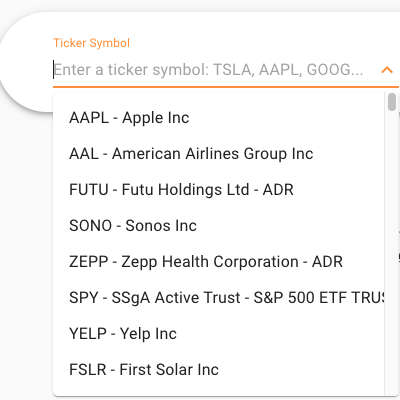 Ticker Symbol
Enter a ticker symbol: TSLA, AAPL, GOOG...
AAPL - Apple Inc
AAL - American Airlines Group Inc
FUTU - Futu Holdings Ltd - ADR
SONO - Sonos Inc
ZEPP - Zepp Health Corporation - ADR
SPY - SSgA Active Trust - S&P 500 ETF TRUS
YELP - Yelp Inc
FSLR - First Solar Inc